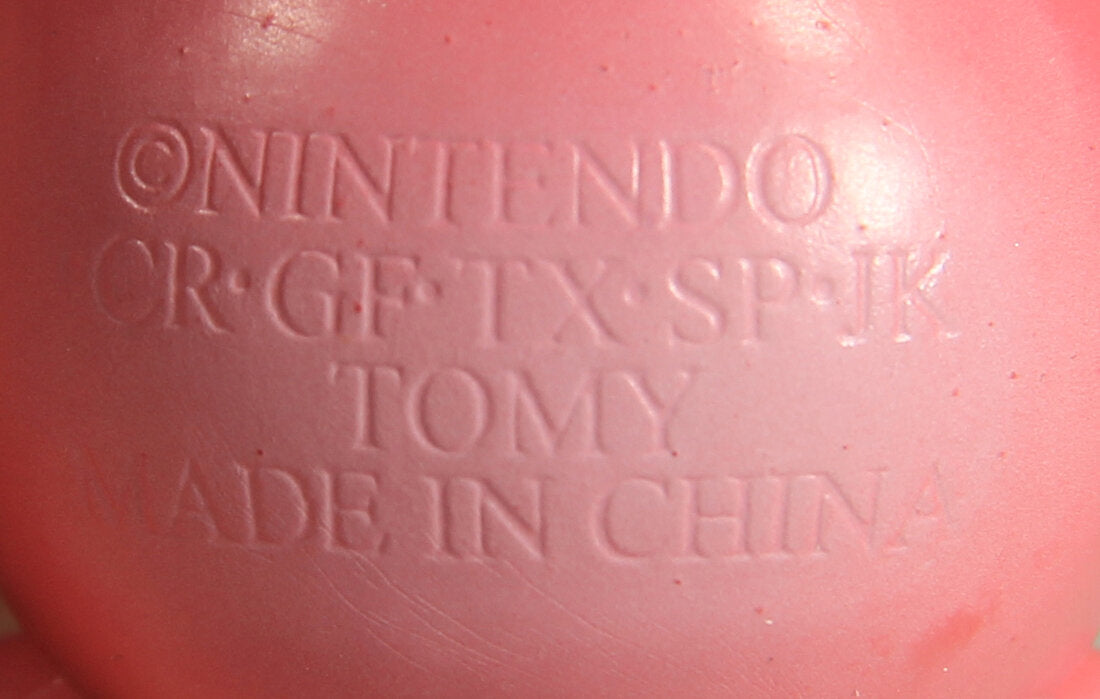 ©NINTENDO
CR·GF·TX·SP·JK
TOMY
MADE IN CHINA